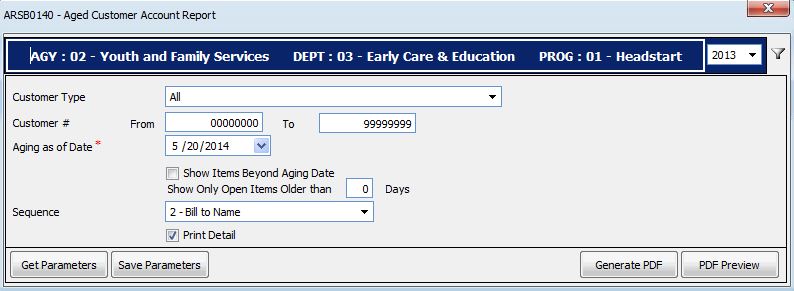 ARSB0140 - Aged Customer Account Report
AGY : 02 - Youth and Family Services DEPT : 03 - Early Care & Education PROG : 01 - Headstart 2013
Customer Type All
Customer # From 00000000 To 99999999
Aging as of Date * 5 /20/2014
Show Items Beyond Aging Date
Show Only Open Items Older than 0 Days
Sequence 2 - Bill to Name
Print Detail
Get Parameters Save Parameters Generate PDF PDF Preview